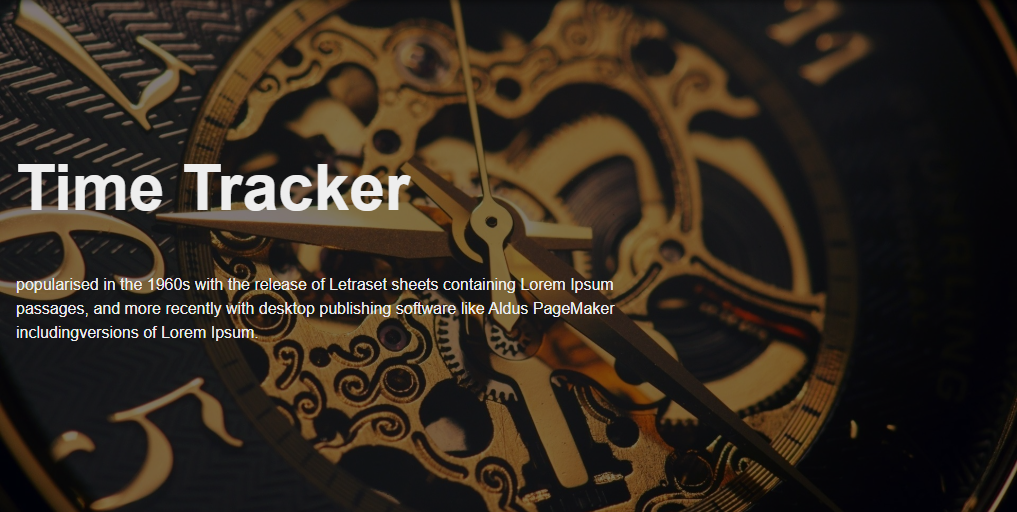 Time Tracker
popularised in the 1960s with the release of Letraset sheets containing Lorem Ipsum
passages, and more recently with desktop publishing software like Aldus PageMaker
includingversions of Lorem Ipsum.